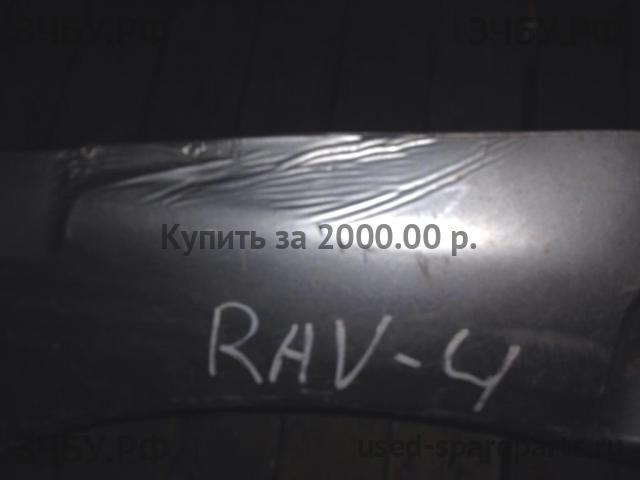 ЗЧБУ.РФ ЗЧБУ.РФ
Купить за 2000.00 р.
RAV-4
ЗЧБУ.РФ used-spareparts.ru